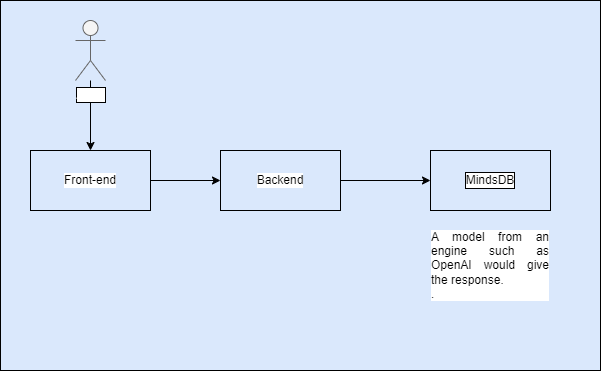 Front-end
Backend
MindsDB
A model from an
engine such as
OpenAI would give
the response.
.